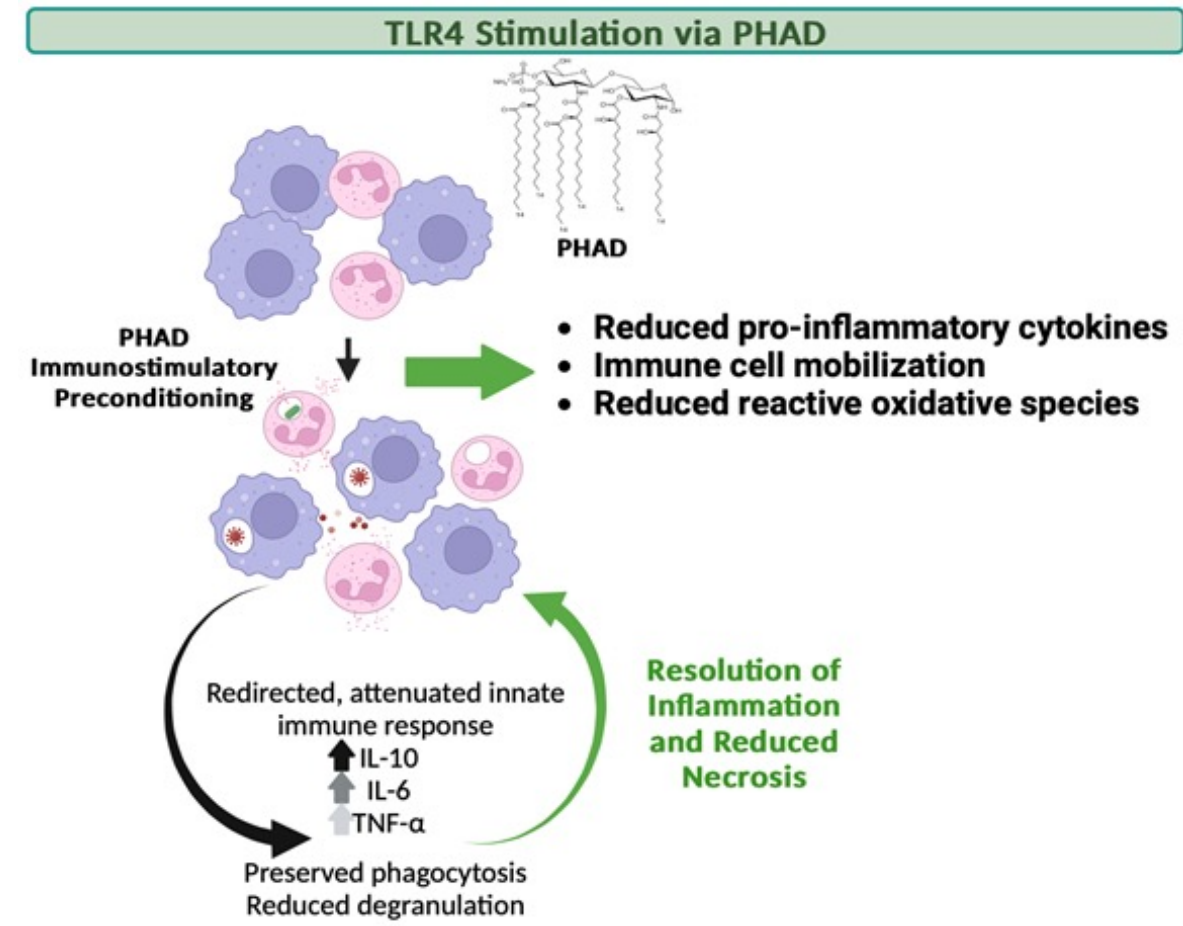 TLR4 Stimulation via PHAD
PHAD
PHAD
Immunostimulatory
Preconditioning
• Reduced pro-inflammatory cytokines
• Immune cell mobilization
• Reduced reactive oxidative species
Redirected, attenuated innate
immune response
IL-10
IL-6
TNF-α
Preserved phagocytosis
Reduced degranulation
Resolution of
Inflammation
and Reduced
Necrosis